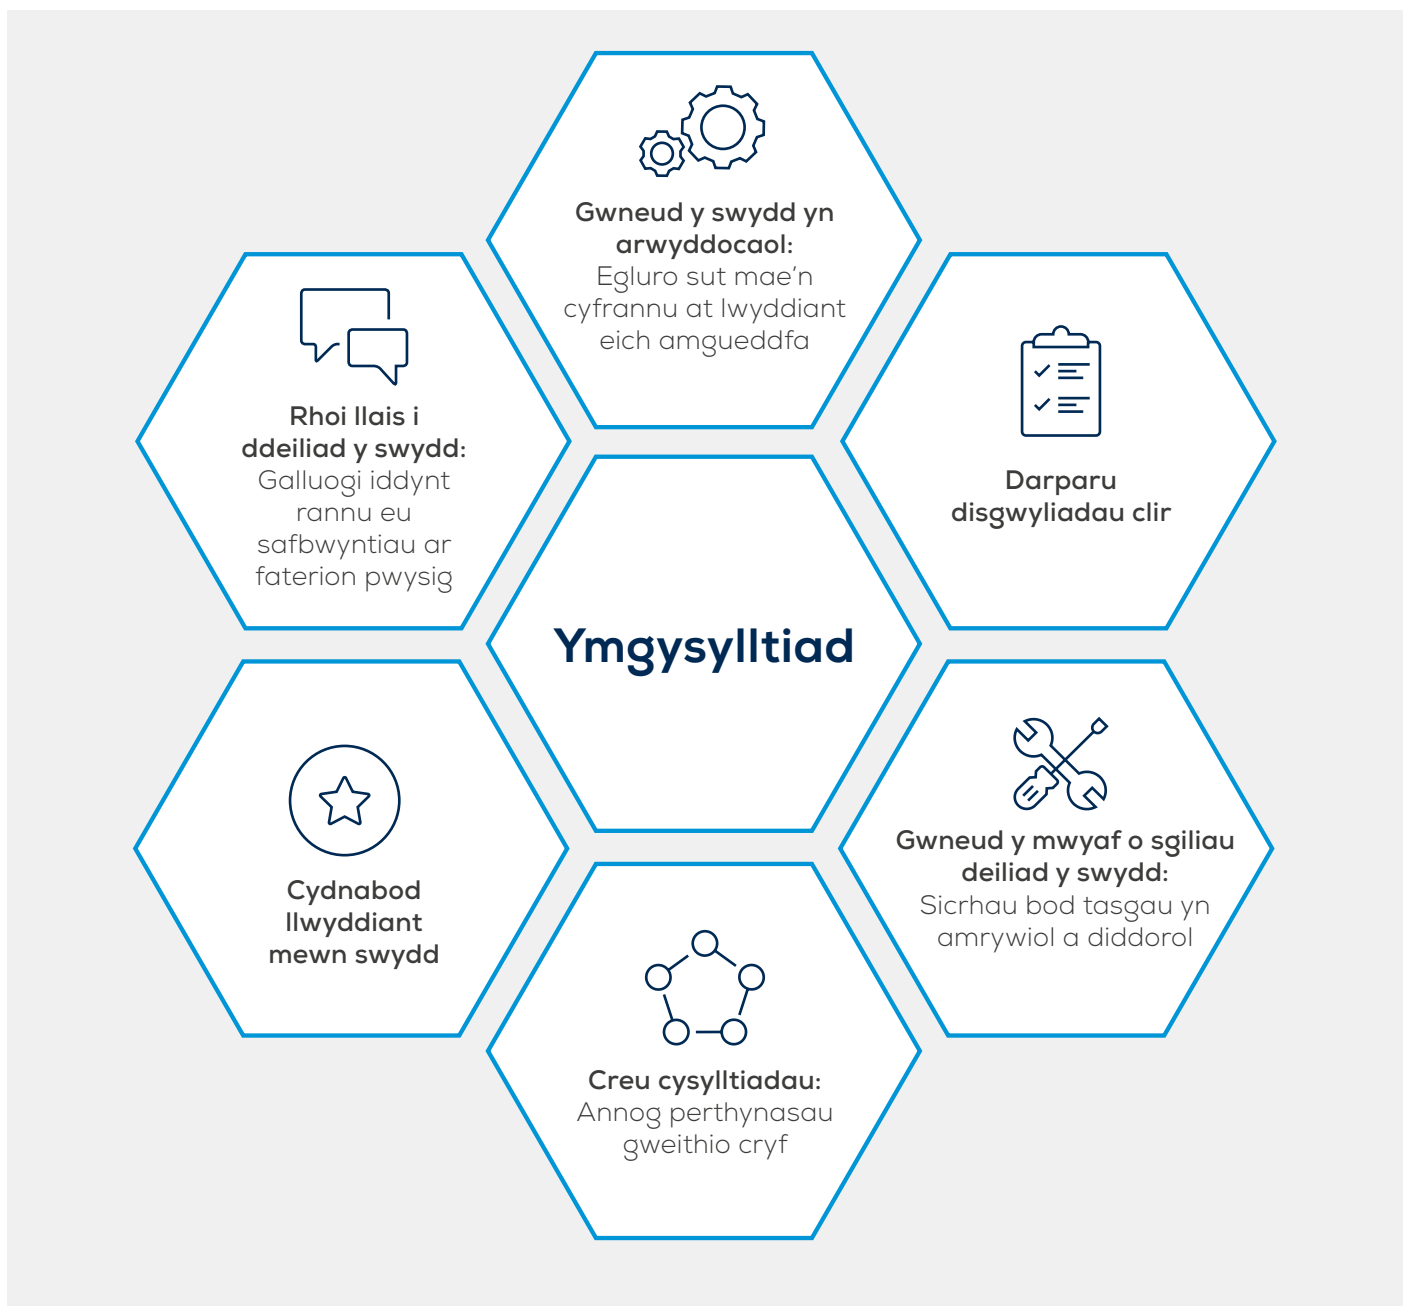 Gwneud y swydd yn
arwyddocaol:
Egluro sut mae'n
cyfrannu at lwyddiant
eich amgueddfa
Rhoi llais i
ddeiliad y swydd:
Galluogi iddynt
rannu eu
safbwyntiau ar
faterion pwysig
Darparu
disgwyliadau clir
Ymgysylltiad
Cydnabod
llwyddiant
mewn swydd
Gwneud y mwyaf o sgiliau
deiliad y swydd:
Sicrhau bod tasgau yn
amrywiol a diddorol
Creu cysylltiadau:
Annog perthynasau
gweithio cryf